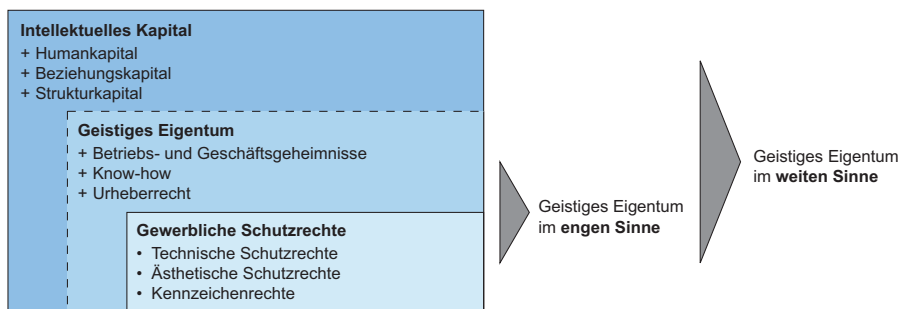 Intellektuelles Kapital
+ Humankapital
+ Beziehungskapital
+ Strukturkapital
Geistiges Eigentum
+ Betriebs- und Geschäftsgeheimnisse
+ Know-how
+ Urheberrecht
Gewerbliche Schutzrechte
• Technische Schutzrechte
• Ästhetische Schutzrechte
• Kennzeichenrechte
Geistiges Eigentum
im engen Sinne
Geistiges Eigentum
im weiten Sinne